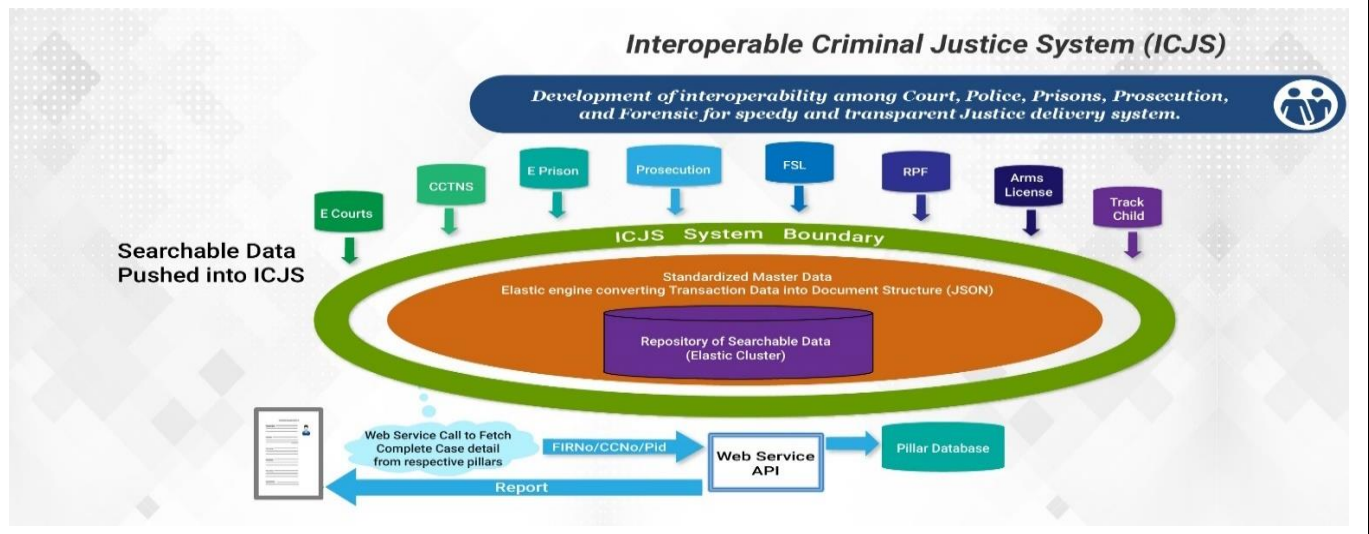 Interoperable Criminal Justice System (ICJS)
Development of interoperability among Court, Police, Prisons, Prosecution,
and Forensic for speedy and transparent Justice delivery system.
E Courts
CCTNS
E Prison
Prosecution
FSL
RPF
Arms
License
Track
Child
Searchable Data
Pushed into ICJS
ICJS System Boundary
Standardized Master Data
Elastic engine converting Transaction Data into Document Structure (JSON)
Repository of Searchable Data
(Elastic Cluster)
Web Service Call to Fetch
Complete Case detail
from respective pillars
FIRNo/CCNo/Pid
Web Service
API
Pillar Database
Report